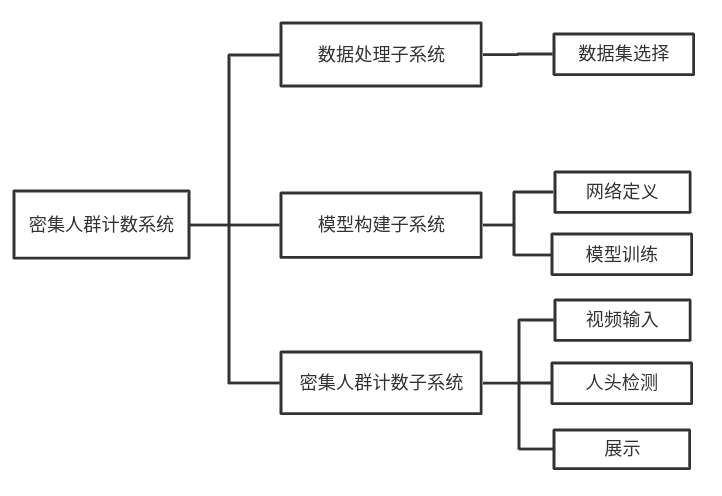 数据处理子系统
数据集选择
密集人群计数系统
模型构建子系统
网络定义
模型训练
密集人群计数子系统
视频输入
人头检测
展示